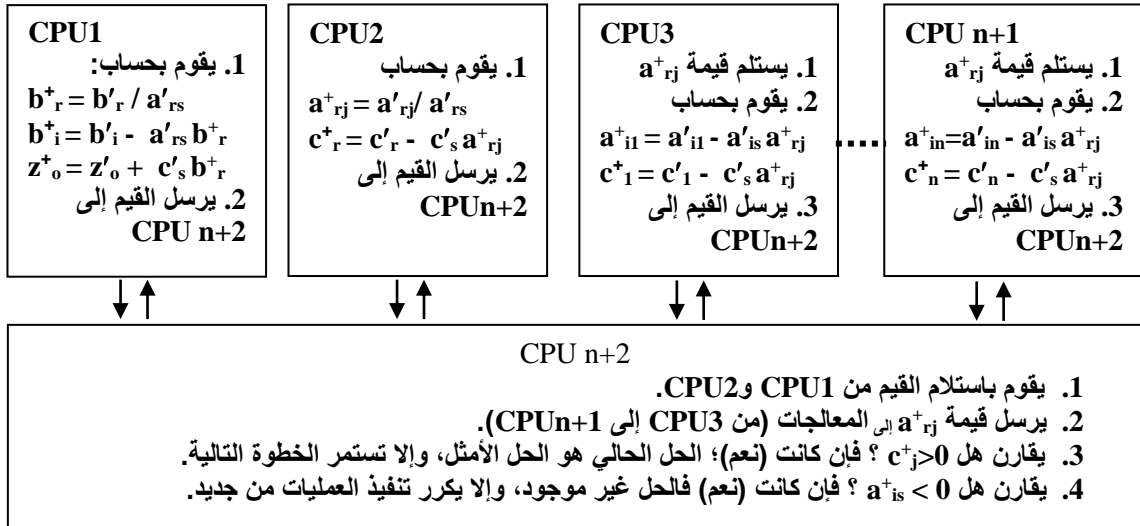 CPU1
1. يقوم بحساب:
b⁺r = b′r / a′rs
b⁺i = b′i - a′rs b⁺r
z⁺o = z′o + c′s b⁺r
2. يرسل القيم إلى
CPU n+2
CPU2
1. يقوم بحساب
a⁺rj = a′rj/ a′rs
c⁺r = c′r - c′s a⁺rj
2. يرسل القيم إلى
CPUn+2
CPU3
1. يستلم قيمة a⁺rj
2. يقوم بحساب
a⁺i1 = a′i1 - a′is a⁺rj
c⁺1 = c′1 - c′s a⁺rj
3. يرسل القيم إلى
CPUn+2
CPU n+1
1. يستلم قيمة a⁺rj
2. يقوم بحساب
a⁺in=a′in - a′is a⁺rj
c⁺n = c′n - c′s a⁺rj
3. يرسل القيم إلى
CPUn+2
CPU n+2
1. يقوم باستلام القيم من CPU1 وCPU2.
2. يرسل قيمة a⁺rj إلى المعالجات (من CPU3 إلى CPUn+1).
3. يقارن هل c⁺j>0 ؟ فإن كانت (نعم)؛ الحل الحالي هو الحل الأمثل، وإلا تستمر الخطوة التالية.
4. يقارن هل a⁺is < 0 ؟ فإن كانت (نعم) فالحل غير موجود، وإلا يكرر تنفيذ العمليات من جديد.